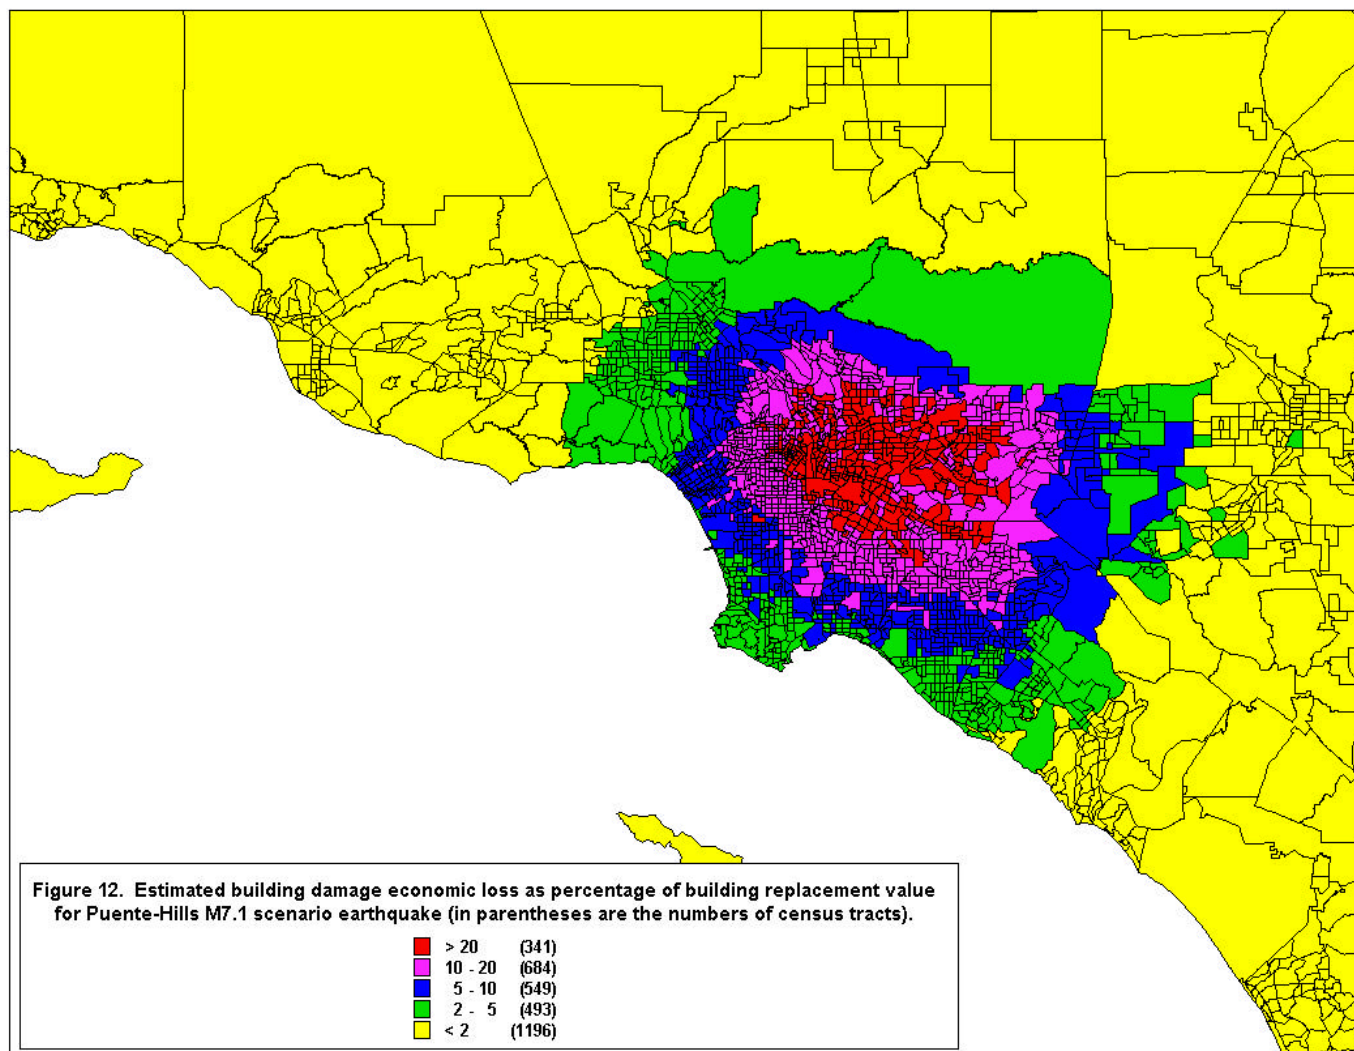 Figure 12. Estimated building damage economic loss as percentage of building replacement value
for Puente-Hills M7.1 scenario earthquake (in parentheses are the numbers of census tracts).
> 20 (341)
10 - 20 (684)
5 - 10 (549)
2 - 5 (493)
< 2 (1196)